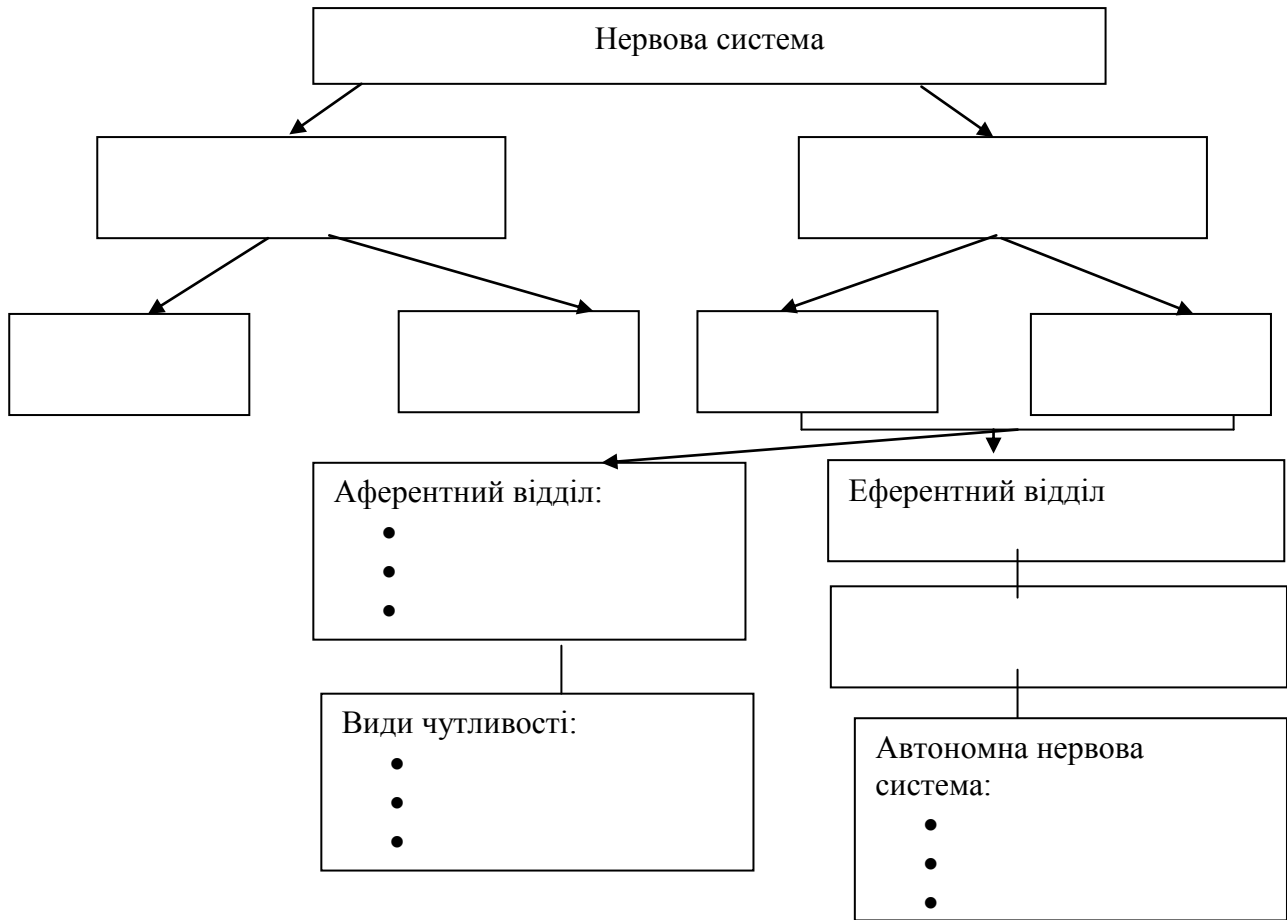 Нервова система
Аферентний відділ:
•
•
•
Еферентний відділ
Види чутливості:
•
•
•
Автономна нервова
система:
•
•
•